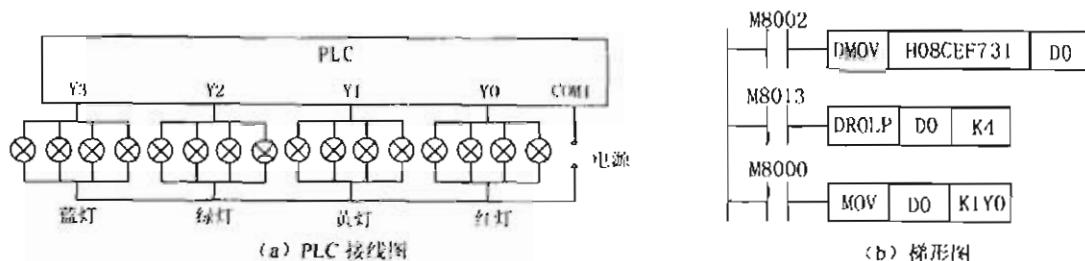 PLC
Y3 Y2 Y1 Y0 COM1
电源
蓝灯 绿灯 黄灯 红灯
(a) PLC 接线图
M8002
DMOV H08CEF731 D0
M8013
DROLP D0 K4
M8000
MOV D0 K1Y0
(b) 梯形图